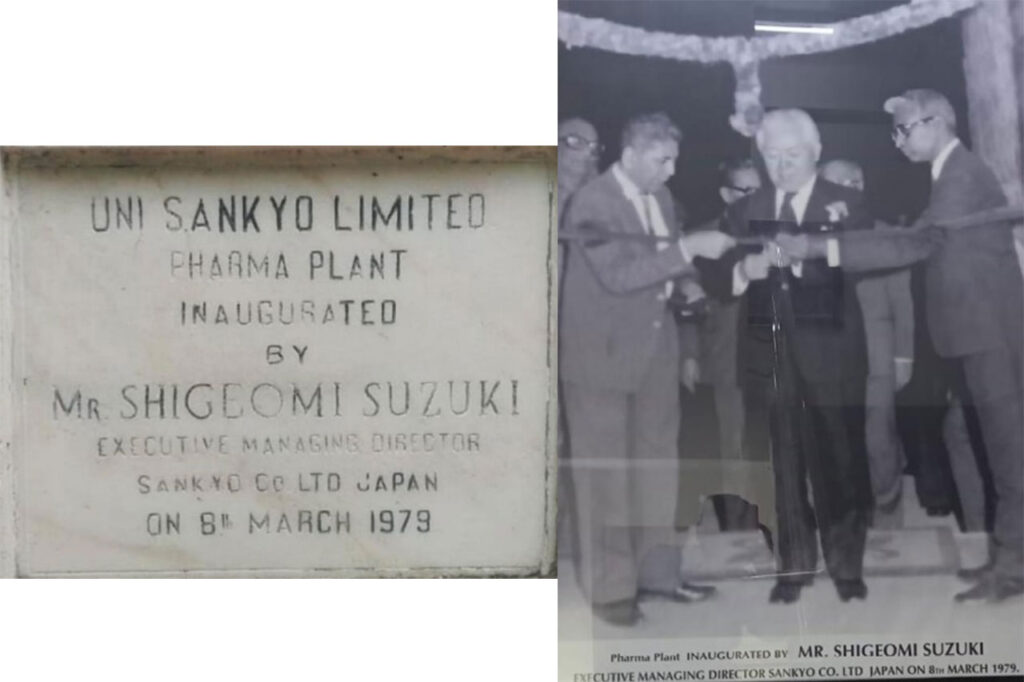 UNI SANKYO LIMITED
PHARMA PLANT
INAUGURATED
BY
MR SHIGEOMI SUZUKI
EXECUTIVE MANAGING DIRECTOR
SANKYO CO LTD JAPAN
ON 8th MARCH 1979
Pharma Plant INAUGURATED BY MR. SHIGEOMI SUZUKI
EXECUTIVE MANAGING DIRECTOR SANKYO CO. LTD JAPAN ON 8TH MARCH 1979.